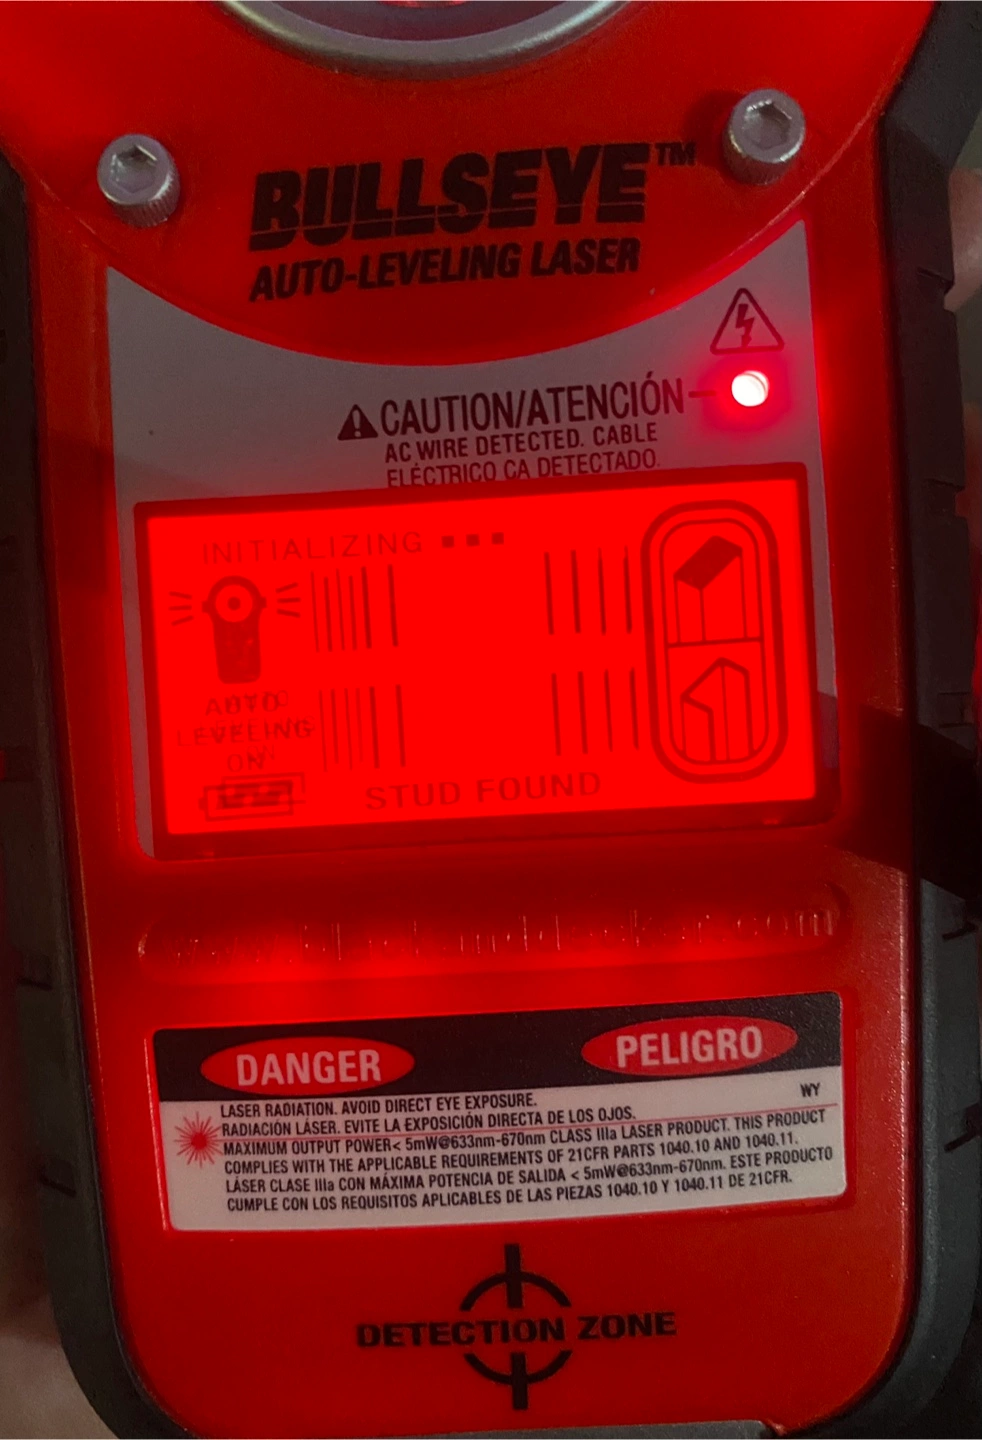 BULLSEYE™
AUTO-LEVELING LASER
CAUTION/ATENCIÓN
AC WIRE DETECTED. CABLE
ELÉCTRICO CA DETECTADO.
INITIALIZING
AUTO
LEVELING
ON
STUD FOUND
www.blackanddecker.com
DANGER
PELIGRO
WY
LASER RADIATION. AVOID DIRECT EYE EXPOSURE.
RADIACIÓN LÁSER. EVITE LA EXPOSICIÓN DIRECTA DE LOS OJOS.
MAXIMUM OUTPUT POWER< 5mW@633nm-670nm CLASS IIIa LASER PRODUCT. THIS PRODUCT
COMPLIES WITH THE APPLICABLE REQUIREMENTS OF 21CFR PARTS 1040.10 AND 1040.11.
LÁSER CLASE IIIa CON MÁXIMA POTENCIA DE SALIDA < 5mW@633nm-670nm. ESTE PRODUCTO
CUMPLE CON LOS REQUISITOS APLICABLES DE LAS PIEZAS 1040.10 Y 1040.11 DE 21CFR.
DETECTION ZONE